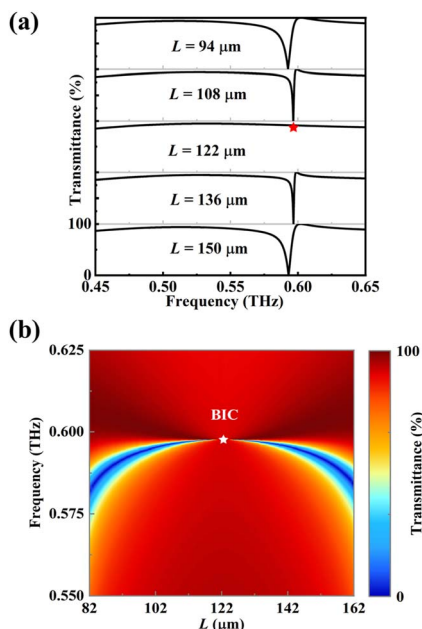 (a)
Transmittance (%)
L = 94 μm
L = 108 μm
L = 122 μm
L = 136 μm
L = 150 μm
100
0
0.45 0.50 0.55 0.60 0.65
Frequency (THz)
(b)
Frequency (THz)
0.625
0.600
0.575
0.550
BIC
82 102 122 142 162
L (μm)
100
0
Transmittance (%)